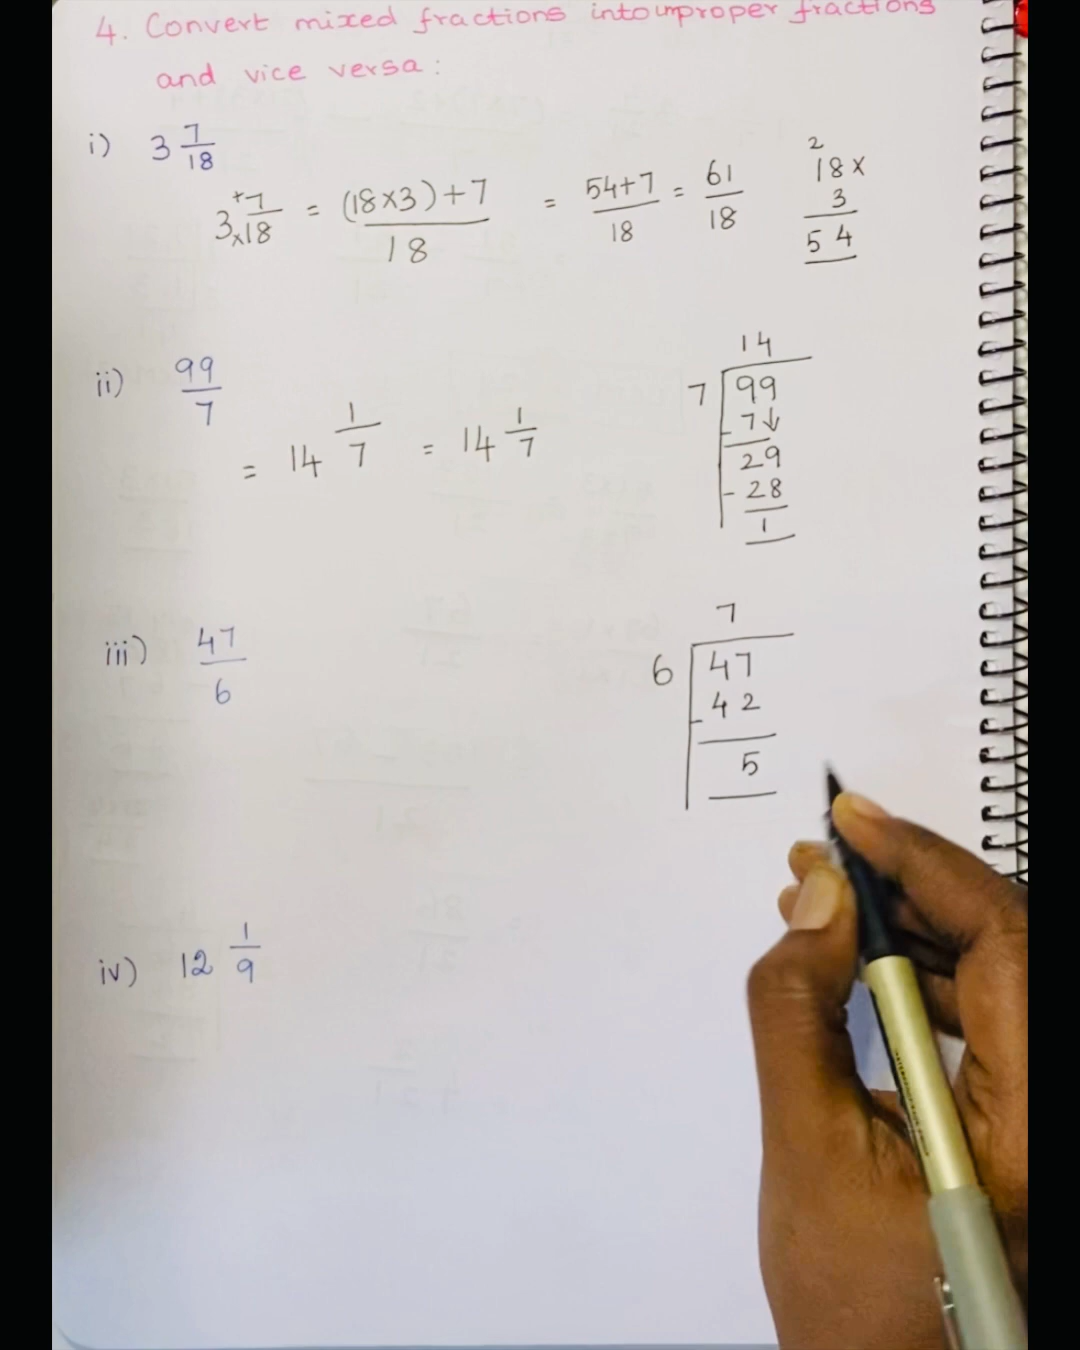 4. Convert mixed fractions into improper fractions
and vice versa:
i) 3 7/18
3 +7/×18 = (18×3)+7/18 = 54+7/18 = 61/18
2
18×
3
54
ii) 99/7
= 14 1/7 = 14 1/7
14
7 99
-7↓
29
-28
1
iii) 47/6
7
6 47
-42
5
iv) 12 1/9